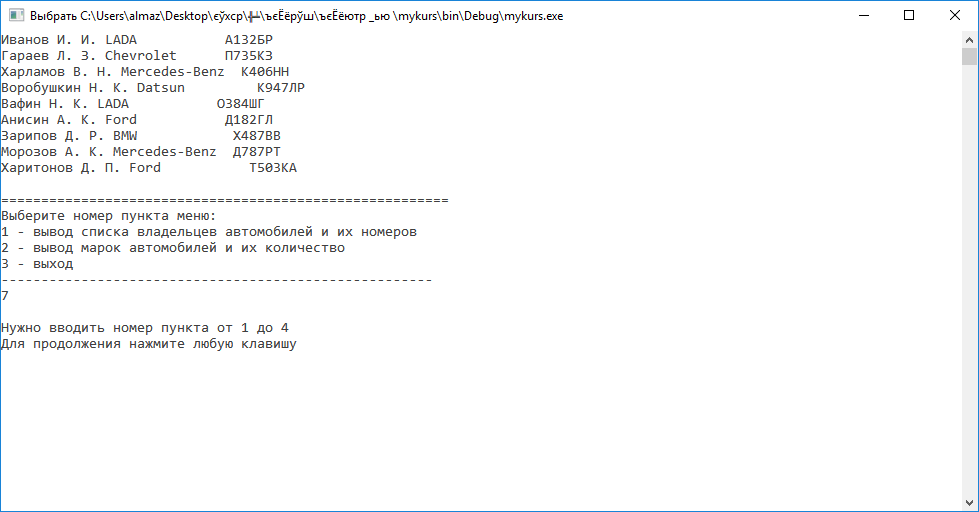 Выбрать C:\Users\almaz\Desktop\єўхср\╬╨\ъєЁёрўш\ъєЁёютр _ью \mykurs\bin\Debug\mykurs.exe
Иванов И. И. LADA А132БР
Гараев Л. З. Chevrolet П735КЗ
Харламов В. Н. Mercedes-Benz К406НН
Воробушкин Н. К. Datsun К947ЛР
Вафин Н. К. LADA О384ШГ
Анисин А. К. Ford Д182ГЛ
Зарипов Д. Р. BMW Х487ВВ
Морозов А. К. Mercedes-Benz Д787РТ
Харитонов Д. П. Ford Т503КА
========================================================
Выберите номер пункта меню:
1 - вывод списка владельцев автомобилей и их номеров
2 - вывод марок автомобилей и их количество
3 - выход
------------------------------------------------------
7
Нужно вводить номер пункта от 1 до 4
Для продолжения нажмите любую клавишу